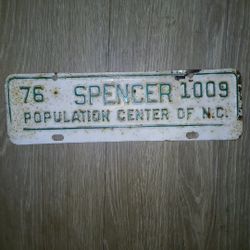 76 SPENCER 1009
POPULATION CENTER OF N.C.